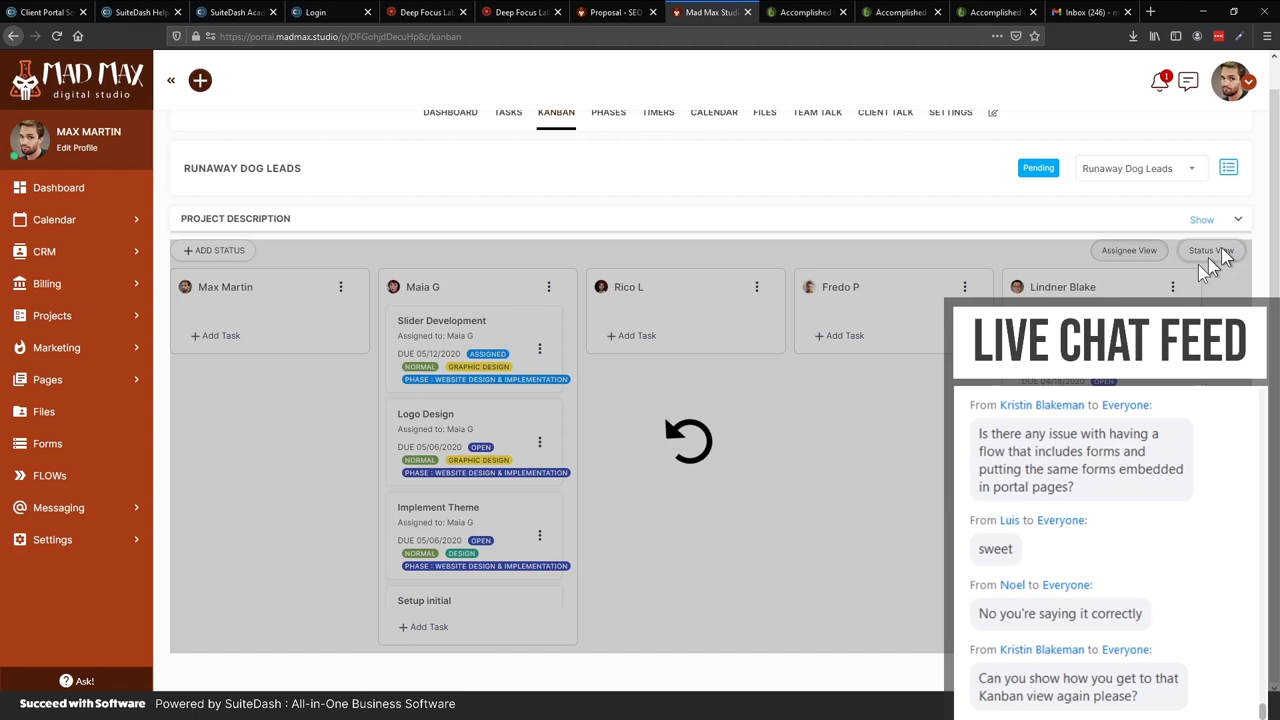 Client Portal So
SuiteDash Help
SuiteDash Acade
Login
Deep Focus Lab
Deep Focus Lab
Proposal - SEO
Mad Max Studi
Accomplished
Accomplished
Accomplished
Inbox (246) - m
https://portal.madmax.studio/p/DFGohjdDecuHp8c/kanban
MAD MAX
digital studio
1
DASHBOARD TASKS KANBAN PHASES TIMERS CALENDAR FILES TEAM TALK CLIENT TALK SETTINGS
MAX MARTIN
Edit Profile
Dashboard
Calendar
CRM
Billing
Projects
Marketing
Pages
Files
Forms
FLOWs
Messaging
Settings
Ask!
RUNAWAY DOG LEADS
Pending
Runaway Dog Leads
PROJECT DESCRIPTION
Show
+ ADD STATUS
Assignee View
Status View
Max Martin
+ Add Task
Maia G
Slider Development
Assigned to: Maia G
DUE 05/12/2020 ASSIGNED
NORMAL GRAPHIC DESIGN
PHASE : WEBSITE DESIGN & IMPLEMENTATION
Logo Design
Assigned to: Maia G
DUE 05/06/2020 OPEN
NORMAL GRAPHIC DESIGN
PHASE : WEBSITE DESIGN & IMPLEMENTATION
Implement Theme
Assigned to: Maia G
DUE 05/06/2020 OPEN
NORMAL DESIGN
PHASE : WEBSITE DESIGN & IMPLEMENTATION
Setup initial
+ Add Task
Rico L
+ Add Task
Fredo P
+ Add Task
Lindner Blake
DUE 04/18/2020 OPEN
LIVE CHAT FEED
From Kristin Blakeman to Everyone:
Is there any issue with having a
flow that includes forms and
putting the same forms embedded
in portal pages?
From Luis to Everyone:
sweet
From Noel to Everyone:
No you're saying it correctly
From Kristin Blakeman to Everyone:
Can you show how you get to that
Kanban view again please?
Succeed with Software Powered by SuiteDash : All-in-One Business Software